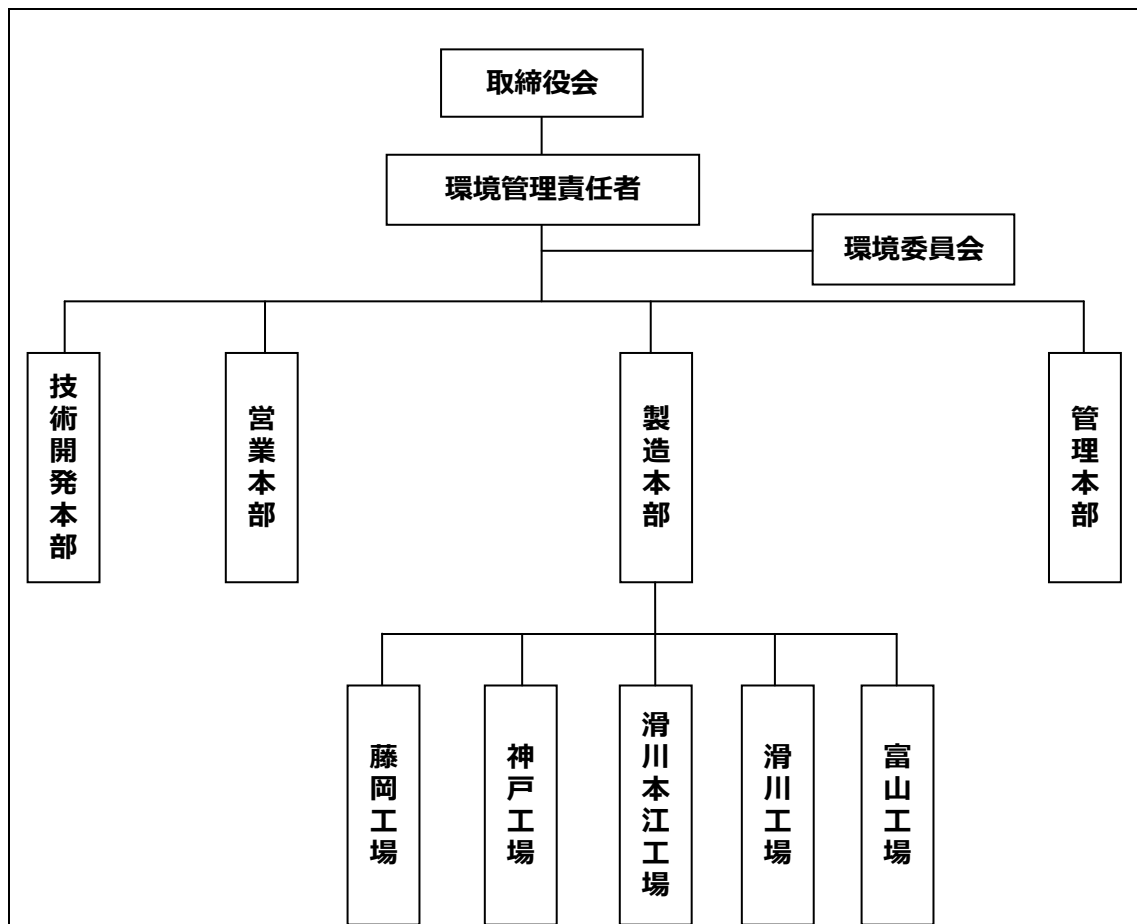 取締役会
環境管理責任者
環境委員会
技術開発本部
営業本部
製造本部
管理本部
藤岡工場
神戸工場
滑川本江工場
滑川工場
富山工場